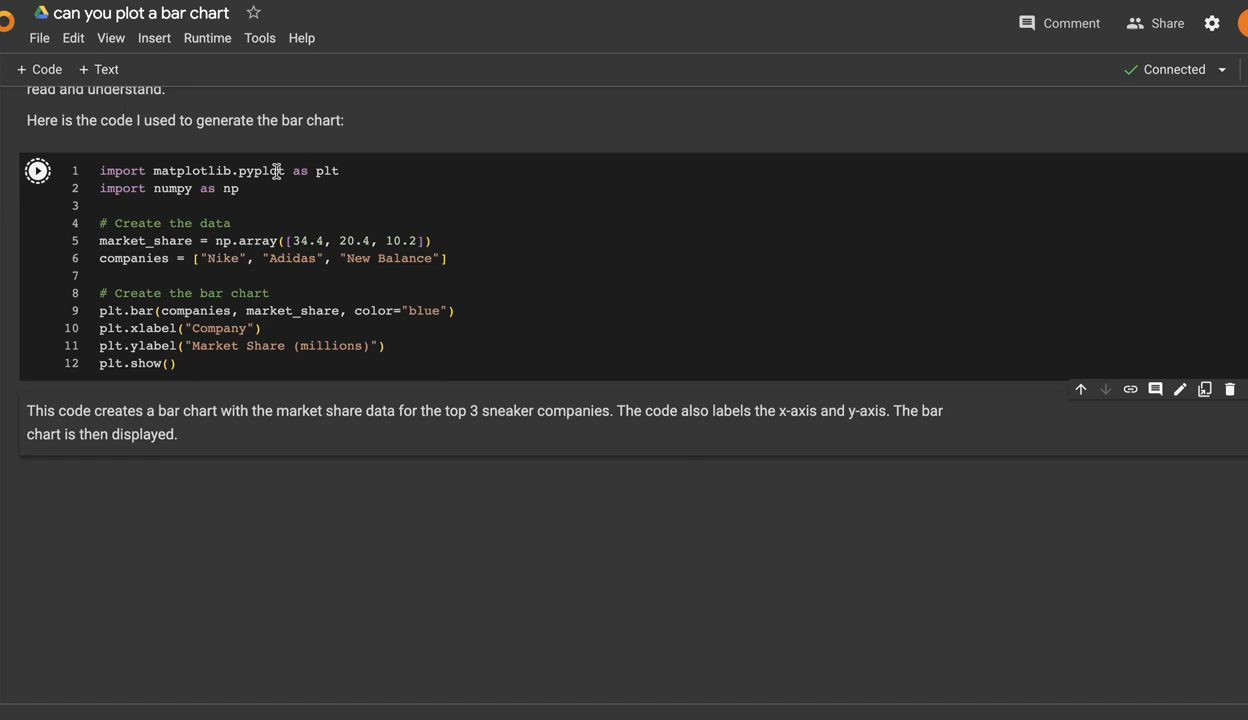 can you plot a bar chart
Comment Share
File Edit View Insert Runtime Tools Help
+ Code + Text
Connected
read and understand.
Here is the code I used to generate the bar chart:
1 import matplotlib.pyplot as plt
2 import numpy as np
3
4 # Create the data
5 market_share = np.array([34.4, 20.4, 10.2])
6 companies = ["Nike", "Adidas", "New Balance"]
7
8 # Create the bar chart
9 plt.bar(companies, market_share, color="blue")
10 plt.xlabel("Company")
11 plt.ylabel("Market Share (millions)")
12 plt.show()
This code creates a bar chart with the market share data for the top 3 sneaker companies. The code also labels the x-axis and y-axis. The bar
chart is then displayed.